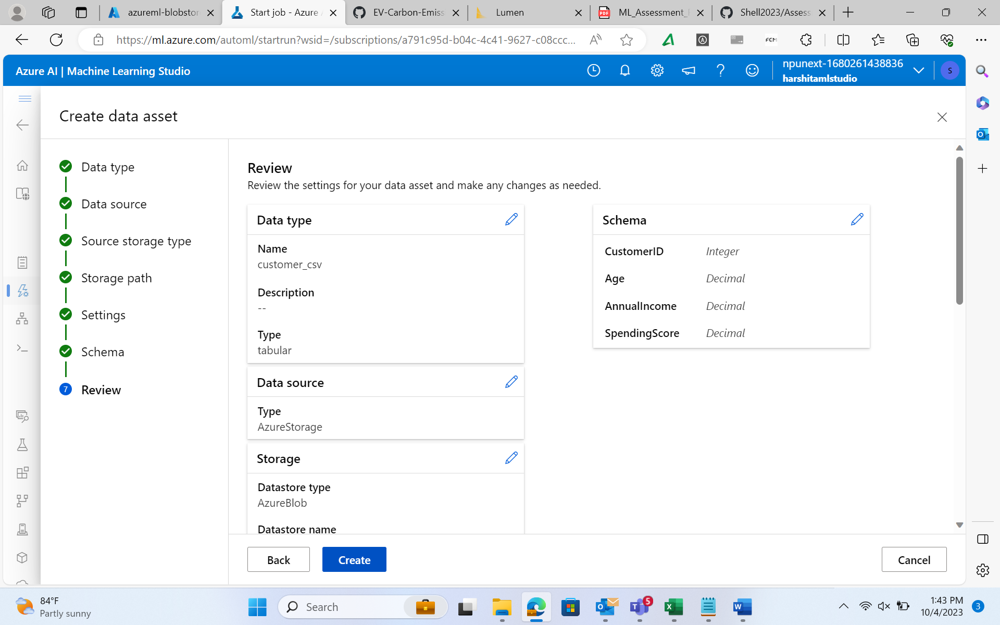 azureml-blobstor
Start job - Azure
EV-Carbon-Emiss
Lumen
PDF
ML_Assessment_
Shell2023/Assess
https://ml.azure.com/automl/startrun?wsid=/subscriptions/a791c95d-b04c-4c41-9627-c08ccc...
FCM
Azure AI | Machine Learning Studio
npunext-1680261438836
harshitamlstudio
S
Create data asset
Data type
Data source
Source storage type
Storage path
Settings
Schema
7 Review
Review
Review the settings for your data asset and make any changes as needed.
Data type
Name
customer_csv
Description
--
Type
tabular
Data source
Type
AzureStorage
Storage
Datastore type
AzureBlob
Datastore name
Schema
CustomerID Integer
Age Decimal
AnnualIncome Decimal
SpendingScore Decimal
Back
Create
Cancel
84°F
Partly sunny
Search
5
1:43 PM
10/4/2023
3